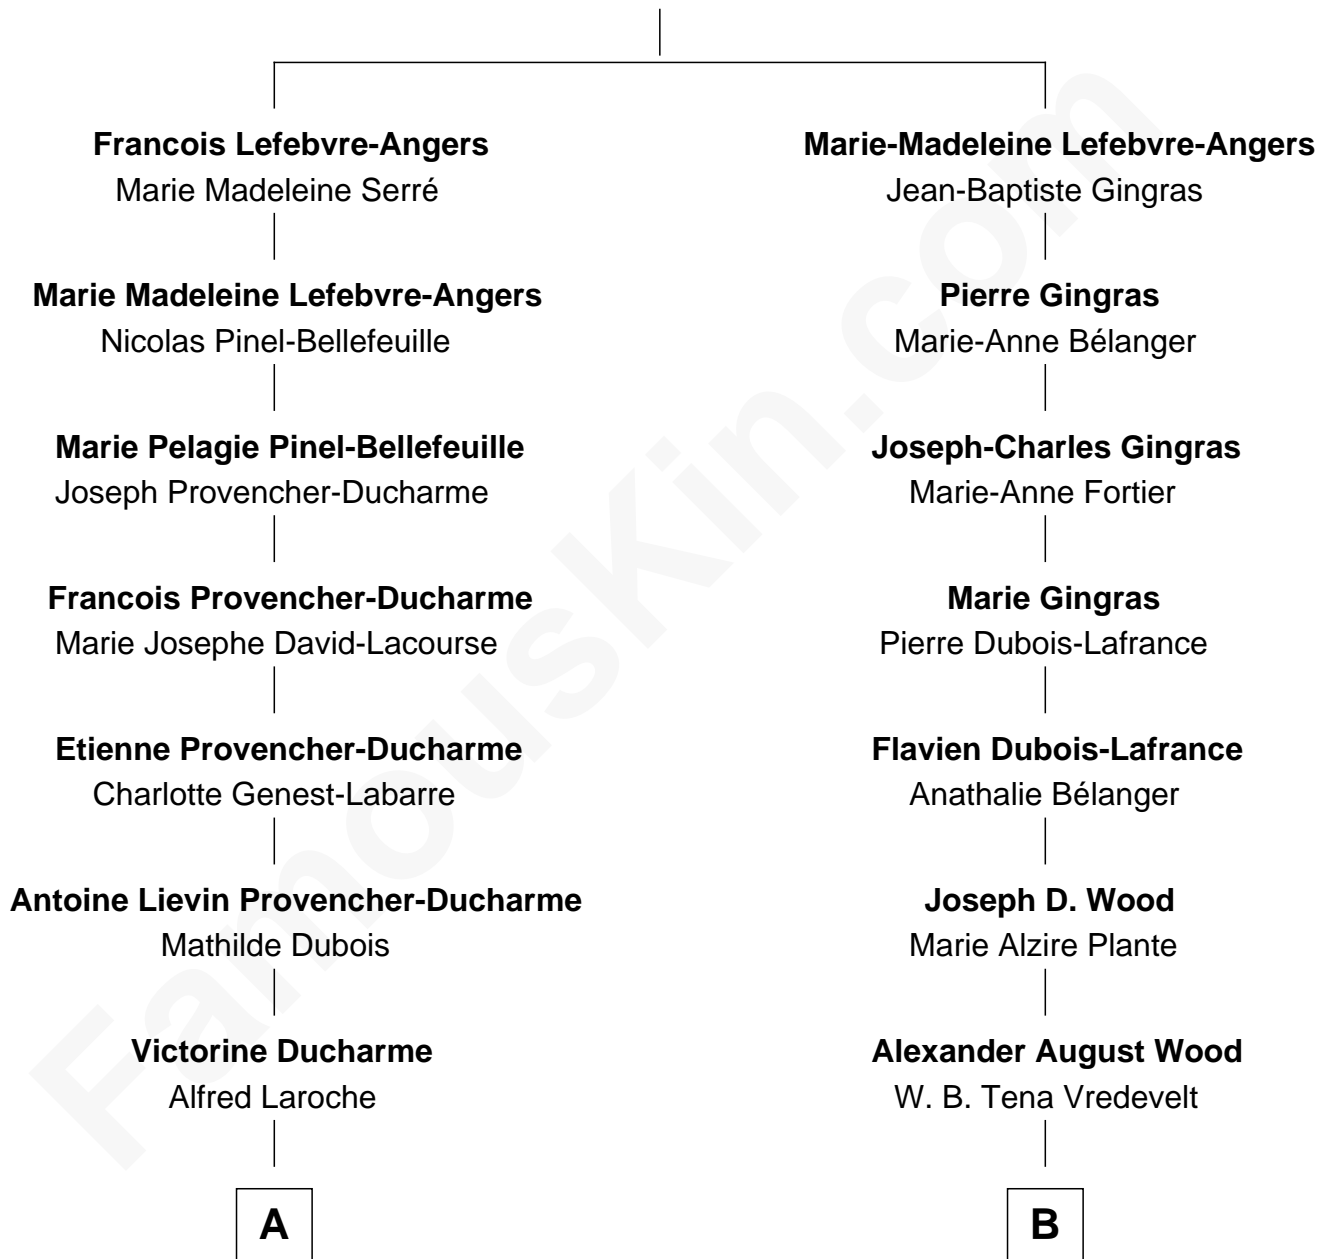 Francois Lefebvre-Angers
Marie Madeleine Serré
Marie Madeleine Lefebvre-Angers
Nicolas Pinel-Bellefeuille
Marie Pelagie Pinel-Bellefeuille
Joseph Provencher-Ducharme
Francois Provencher-Ducharme
Marie Josephe David-Lacourse
Etienne Provencher-Ducharme
Charlotte Genest-Labarre
Antoine Lievin Provencher-Ducharme
Mathilde Dubois
Victorine Ducharme
Alfred Laroche
A
Marie-Madeleine Lefebvre-Angers
Jean-Baptiste Gingras
Pierre Gingras
Marie-Anne Bélanger
Joseph-Charles Gingras
Marie-Anne Fortier
Marie Gingras
Pierre Dubois-Lafrance
Flavien Dubois-Lafrance
Anathalie Bélanger
Joseph D. Wood
Marie Alzire Plante
Alexander August Wood
W. B. Tena Vredevelt
B
FamousKin.com